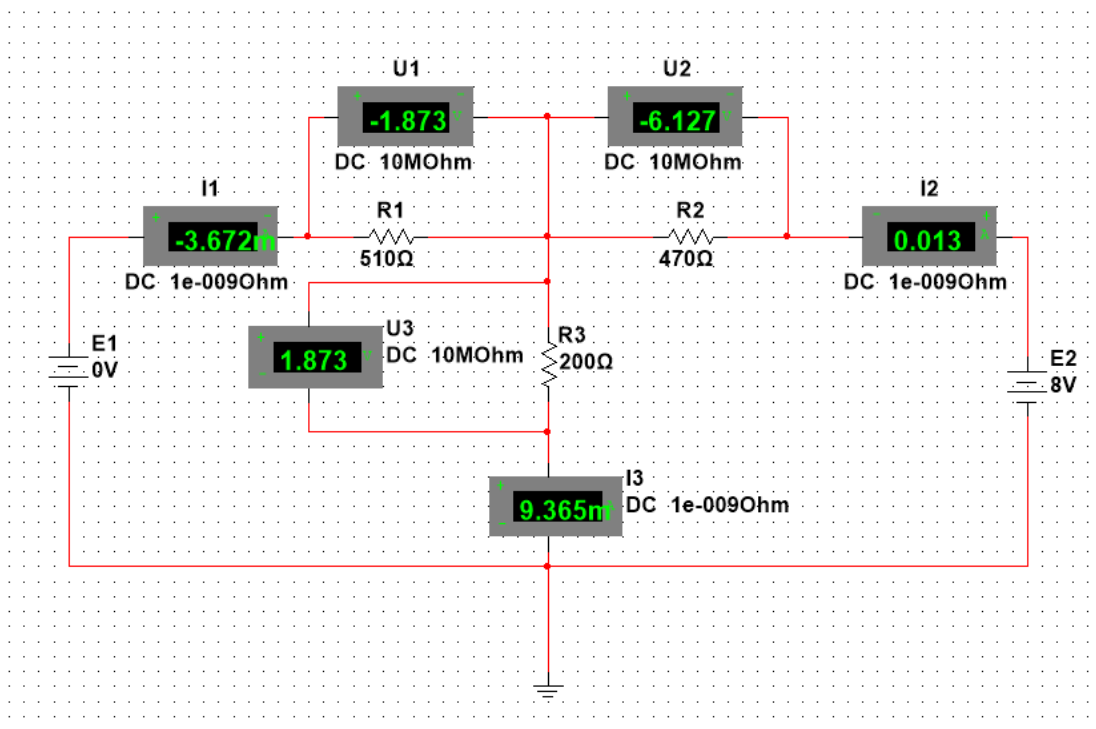 U1
-1.873
DC 10MOhm
U2
-6.127
DC 10MOhm
I1
-3.672m
DC 1e-009Ohm
R1
510Ω
R2
470Ω
I2
0.013
DC 1e-009Ohm
E1
0V
U3
1.873
DC 10MOhm
R3
200Ω
E2
8V
I3
9.365m
DC 1e-009Ohm